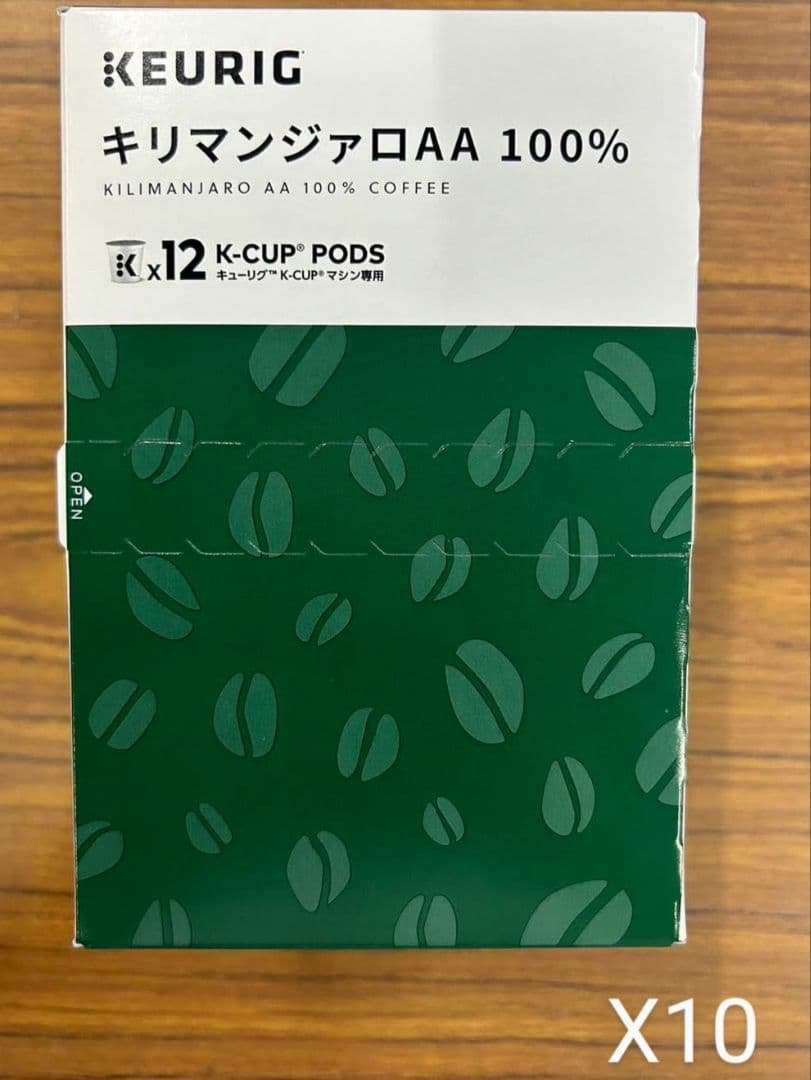 KEURIG
キリマンジァロAA 100%
KILIMANJARO AA 100% COFFEE
K x12 K-CUP® PODS
キューリグ™ K-CUP® マシン専用
OPEN
X10